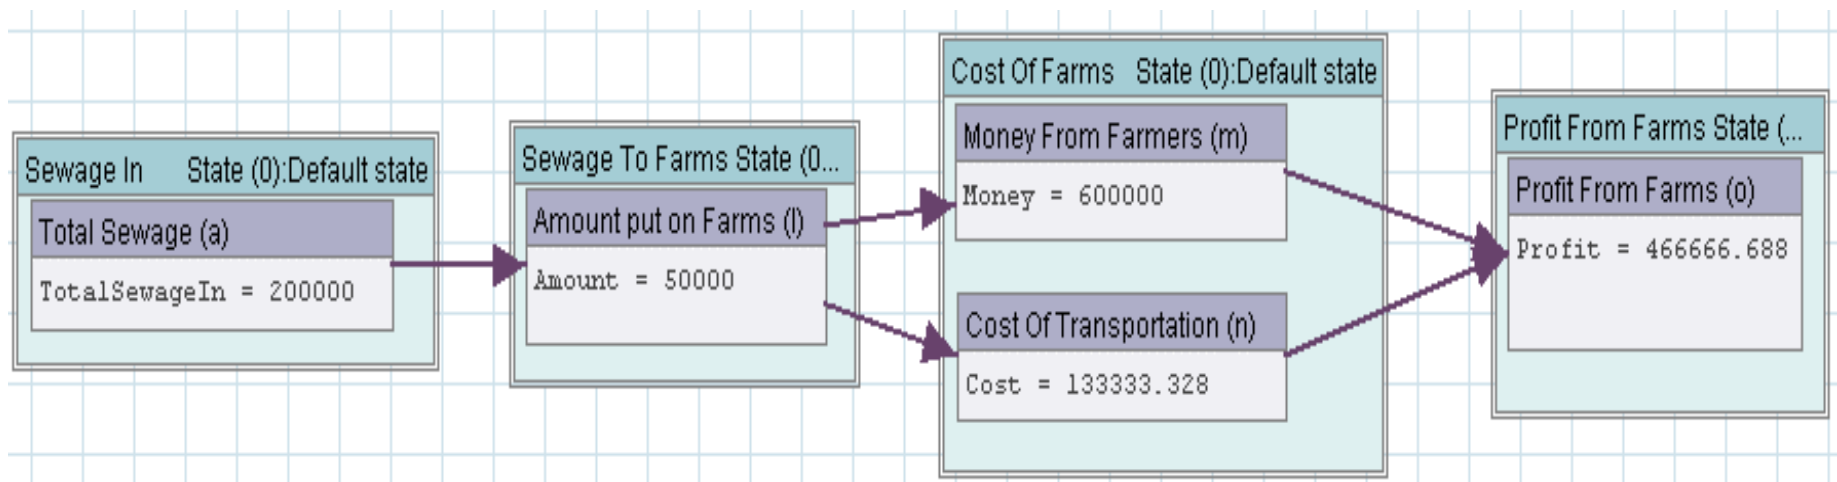 Sewage In State (0):Default state
Total Sewage (a)
TotalSewageIn = 200000
Sewage To Farms State (0...
Amount put on Farms (l)
Amount = 50000
Cost Of Farms State (0):Default state
Money From Farmers (m)
Money = 600000
Cost Of Transportation (n)
Cost = 133333.328
Profit From Farms State (...
Profit From Farms (o)
Profit = 466666.688